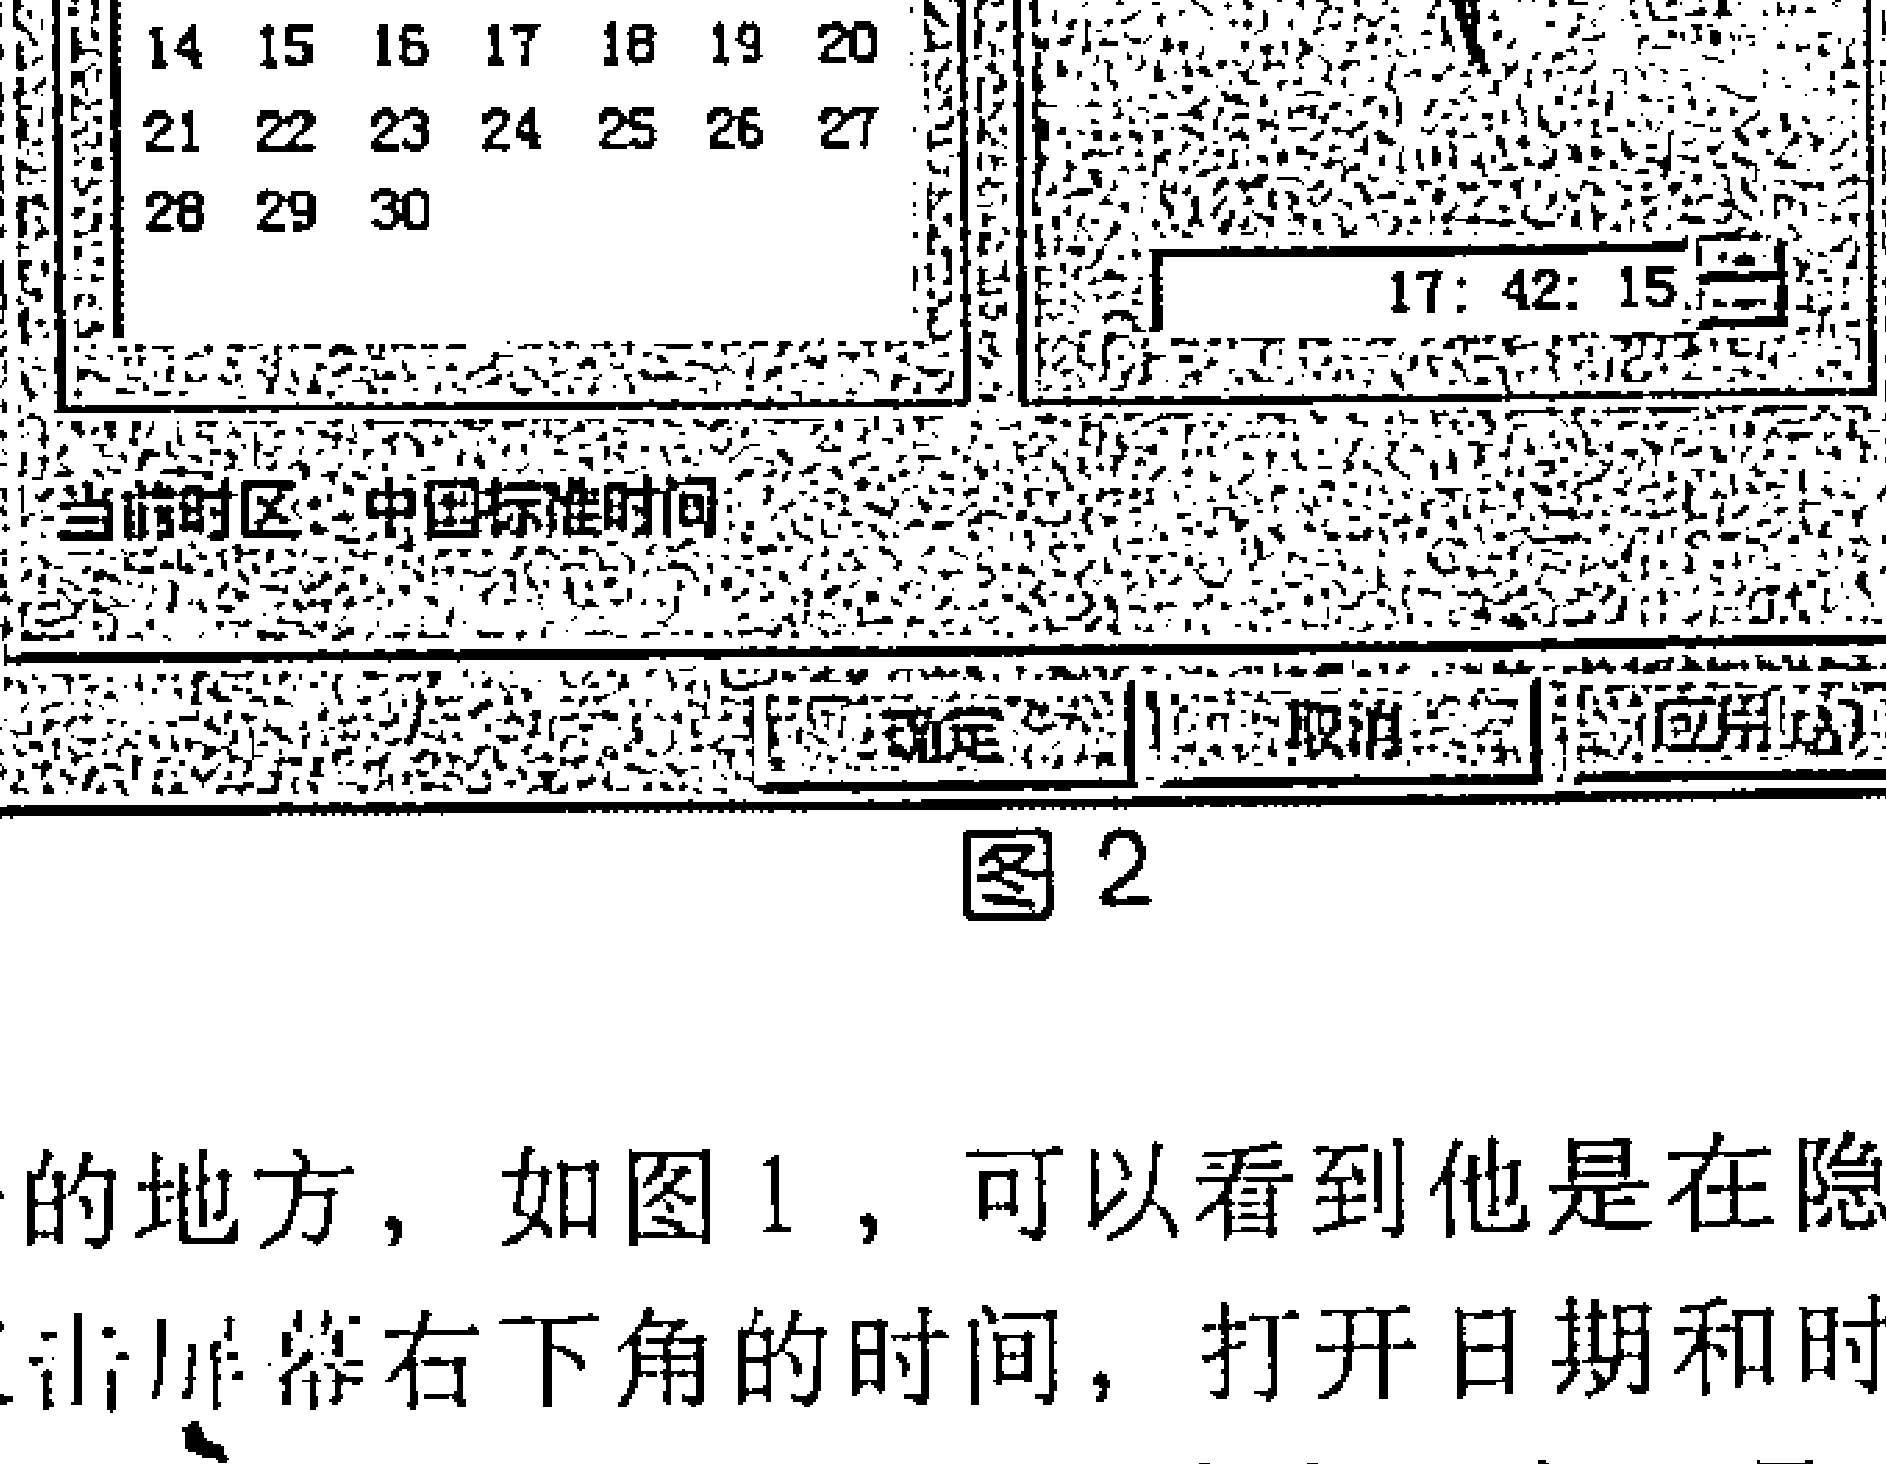 14 15 16 17 18 19 20
21 22 23 24 25 26 27
28 29 30
17: 42: 15
当前时区: 中国标准时间
确定 取消 应用(A)
图 2
的地方，如图1，可以看到他是在隐
右下角的时间，打开日期和时